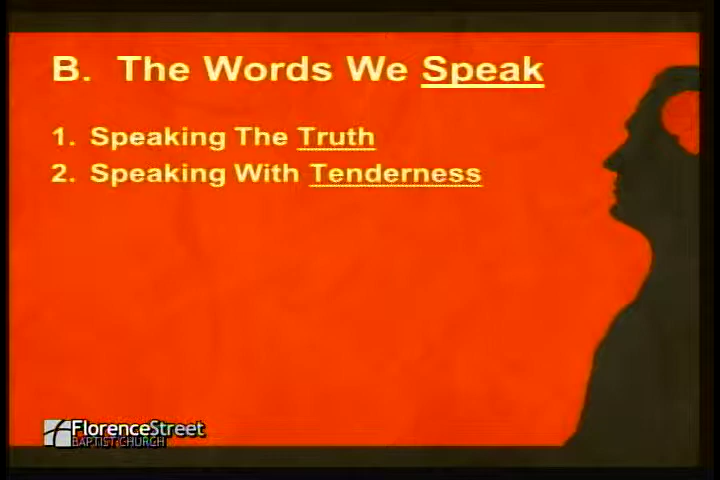 B. The Words We Speak
1. Speaking The Truth
2. Speaking With Tenderness
FlorenceStreet
BAPTIST CHURCH